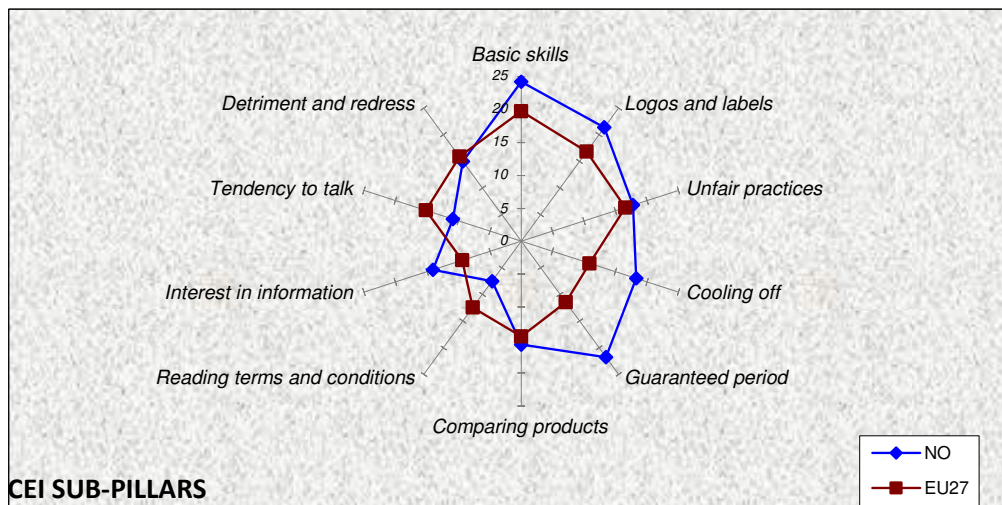 Basic skills
25
Detriment and redress
Logos and labels
20
15
Tendency to talk
10
Unfair practices
5
0
Interest in information
Cooling off
Reading terms and conditions
Guaranteed period
Comparing products
NO
CEI SUB-PILLARS
EU27